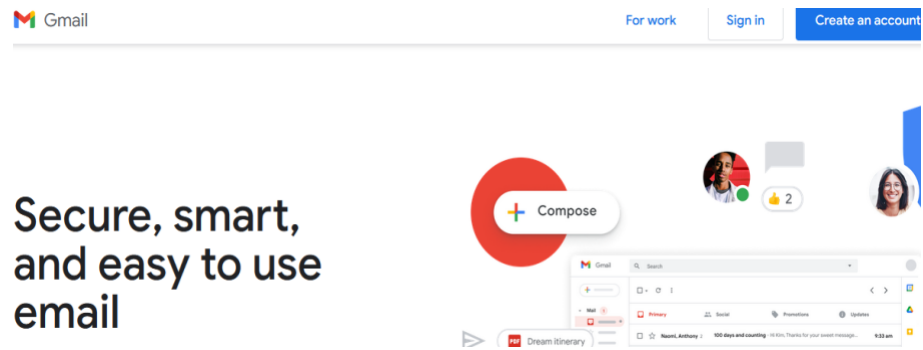 Gmail
For work
Sign in
Create an account
Secure, smart,
and easy to use
email
Compose
2
Gmail
Search
Mail
Primary
Social
Promotions
Updates
Naomi, Anthony
100 days and counting - Hi Kim, Thanks for your sweet message...
9:33 am
PDF
Dream itinerary